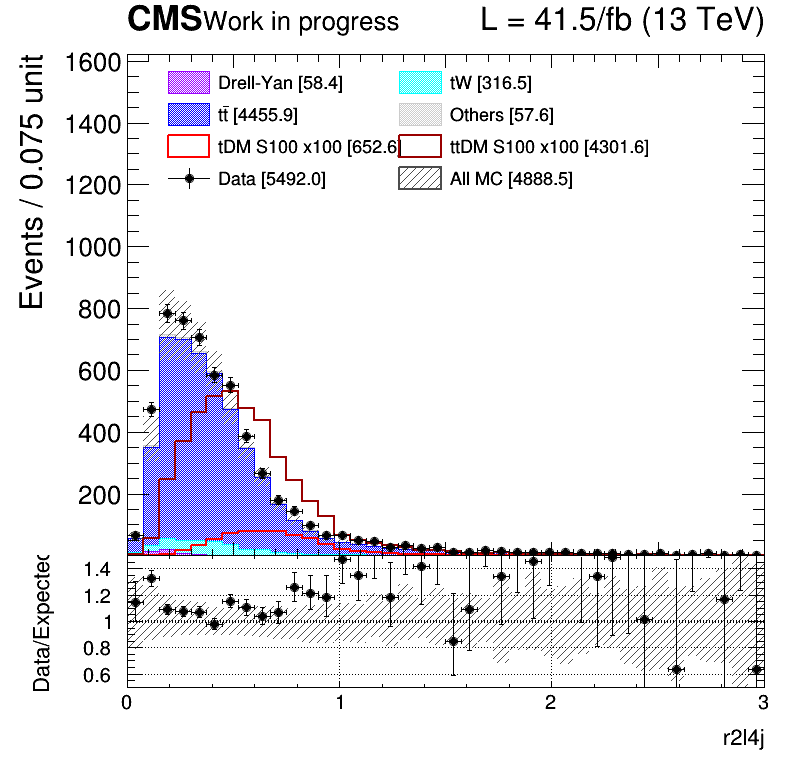 CMS Work in progress L = 41.5/fb (13 TeV)
Events / 0.075 unit
1600
1400
1200
1000
800
600
400
200
Drell-Yan [58.4] tW [316.5]
tt̄ [4455.9] Others [57.6]
tDM S100 x100 [652.6] ttDM S100 x100 [4301.6]
Data [5492.0] All MC [4888.5]
Data/Expected
1.4
1.2
1
0.8
0.6
0 1 2 3
r2l4j